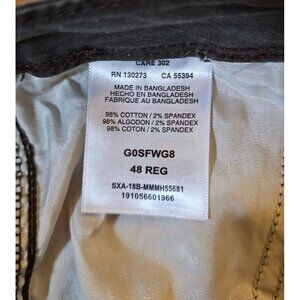 CARE 302
RN 130273 CA 55394
MADE IN BANGLADESH
HECHO EN BANGLADESH
FABRIQUE AU BANGLADESH
98% COTTON / 2% SPANDEX
98% ALGODON / 2% SPANDEX
98% COTON / 2% SPANDEX
G0SFWG8
48 REG
SXA-18B-MMMH55681
191056601966